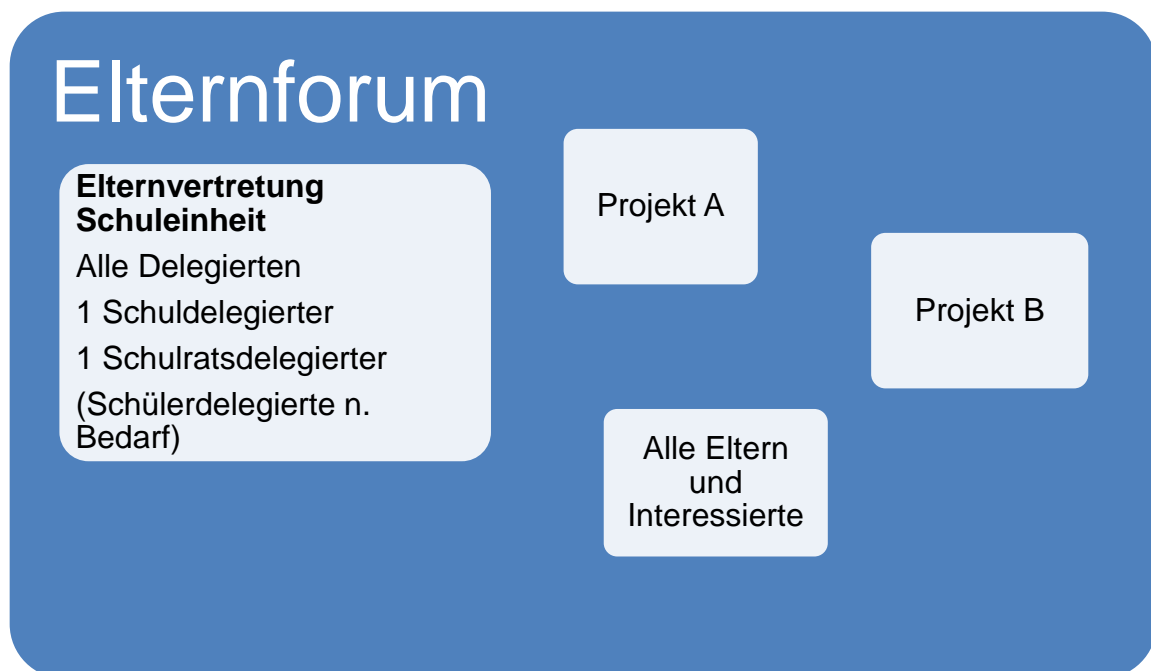 Elternforum
Elternvertretung
Schuleinheit
Alle Delegierten
1 Schuldelegierter
1 Schulratsdelegierter
(Schülerdelegierte n.
Bedarf)
Projekt A
Projekt B
Alle Eltern
und
Interessierte